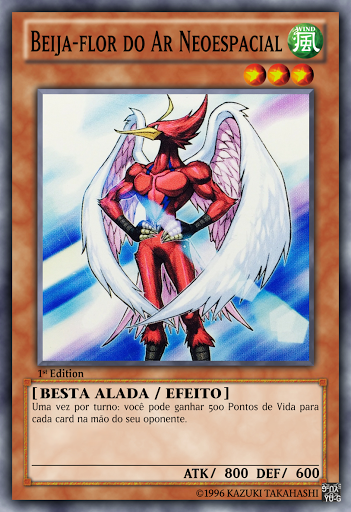 BEIJA-FLOR DO AR NEOESPACIAL
WIND
風
1st Edition
[ BESTA ALADA / EFEITO ]
Uma vez por turno: você pode ganhar 500 Pontos de Vida para
cada card na mão do seu oponente.
ATK/ 800 DEF/ 600
©1996 KAZUKI TAKAHASHI